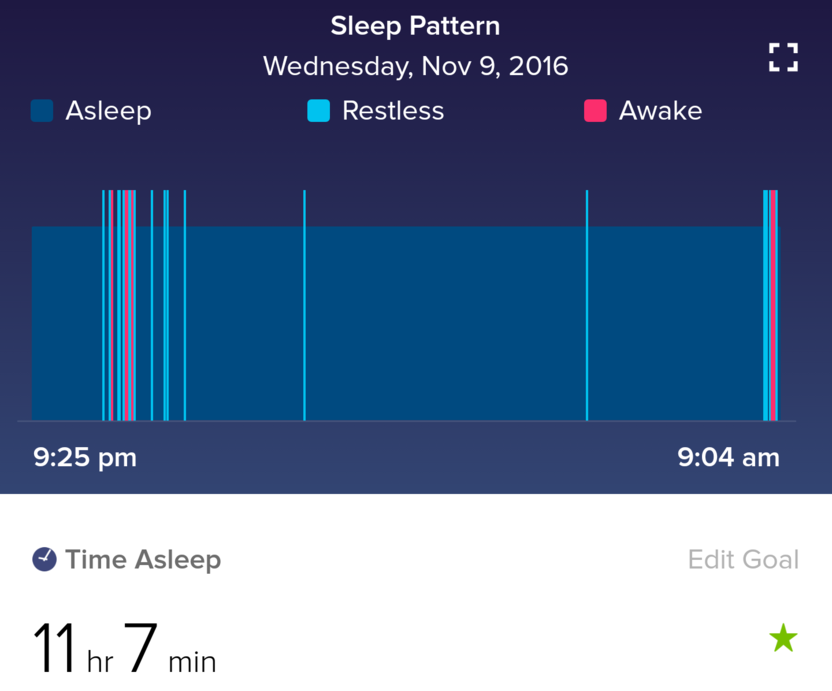 Sleep Pattern
Wednesday, Nov 9, 2016
Asleep Restless Awake
9:25 pm 9:04 am
Time Asleep Edit Goal
11 hr 7 min